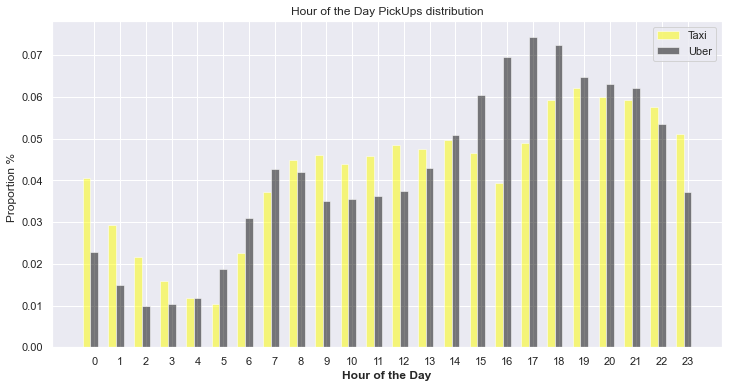 Hour of the Day PickUps distribution
Taxi
Uber
Proportion %
0.07
0.06
0.05
0.04
0.03
0.02
0.01
0.00
0 1 2 3 4 5 6 7 8 9 10 11 12 13 14 15 16 17 18 19 20 21 22 23
Hour of the Day